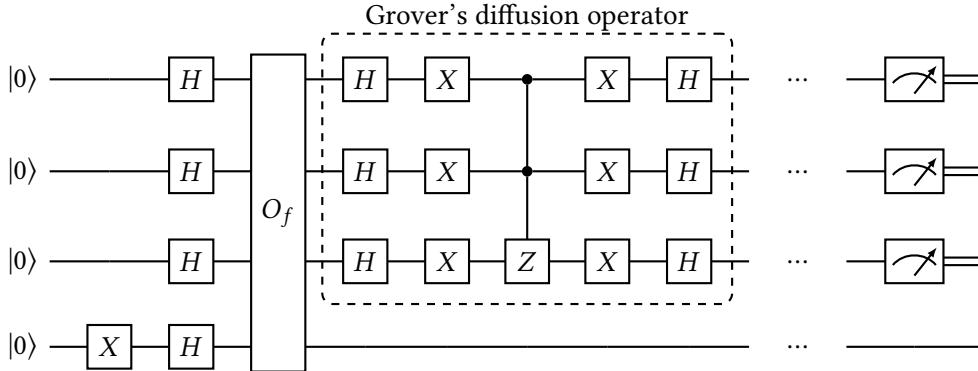 Grover's diffusion operator
|0⟩ H H X X H ...
|0⟩ H H X X H ...
O_f
|0⟩ H H X Z X H ...
|0⟩ X H ...